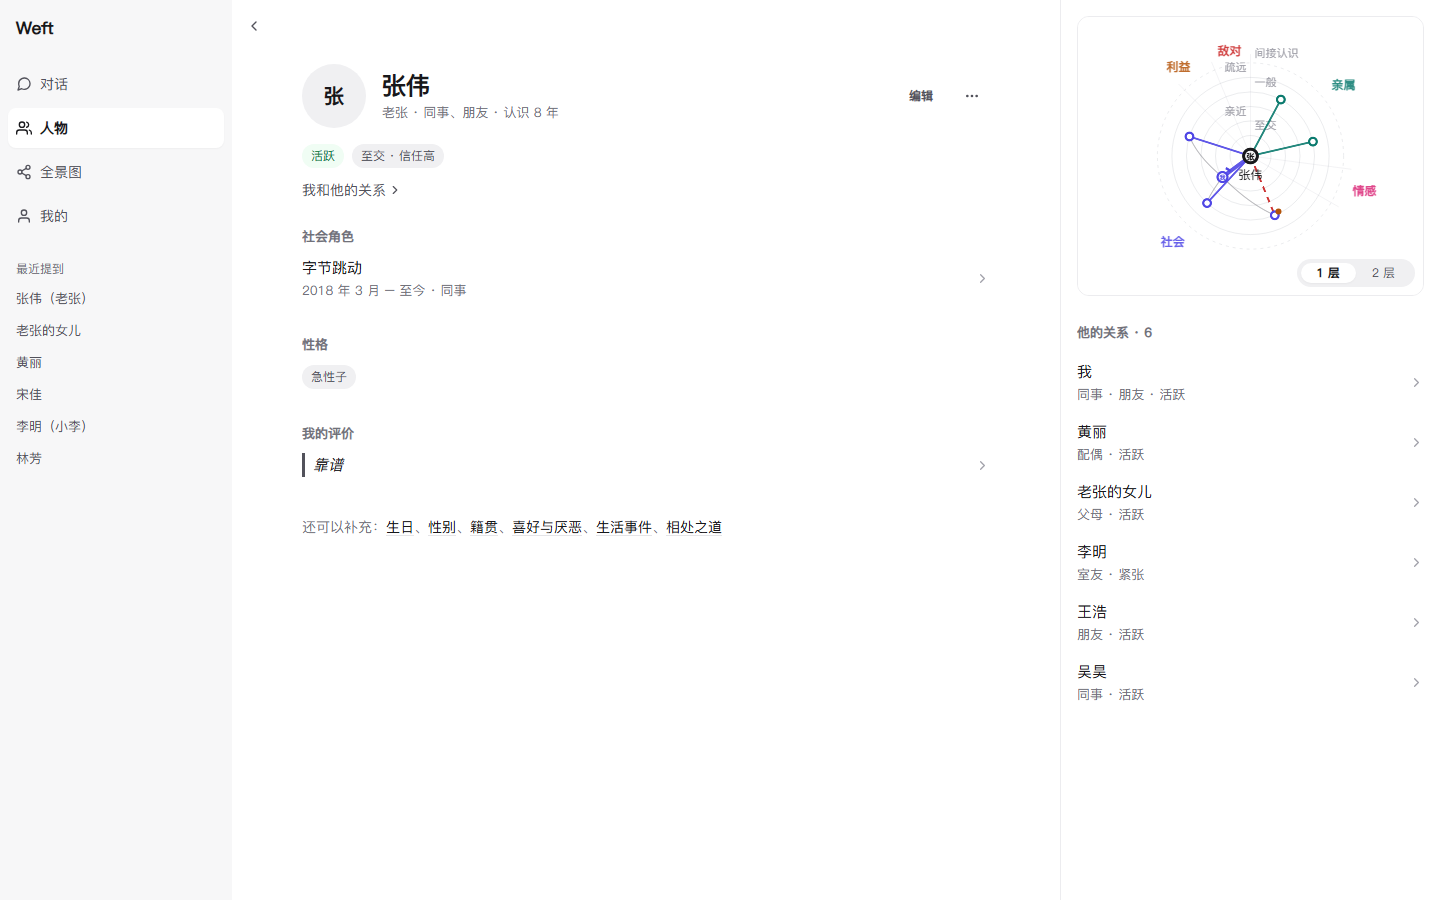 Weft
对话
人物
全景图
我的
最近提到
张伟（老张）
老张的女儿
黄丽
宋佳
李明（小李）
林芳
张
张伟
老张 · 同事、朋友 · 认识 8 年
编辑
活跃
至交 · 信任高
我和他的关系
社会角色
字节跳动
2018 年 3 月 — 至今 · 同事
性格
急性子
我的评价
靠谱
还可以补充：生日、性别、籍贯、喜好与厌恶、生活事件、相处之道
敌对
间接认识
利益
疏远
一般
亲属
亲近
至交
张
我
张伟
情感
社会
1 层
2 层
他的关系 · 6
我
同事 · 朋友 · 活跃
黄丽
配偶 · 活跃
老张的女儿
父母 · 活跃
李明
室友 · 紧张
王浩
朋友 · 活跃
吴昊
同事 · 活跃